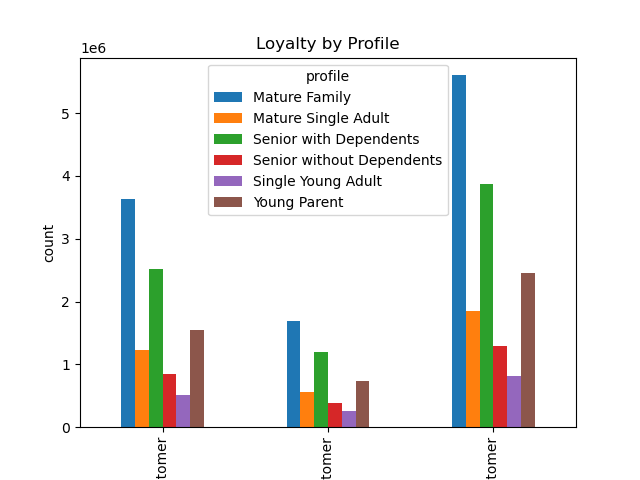 Loyalty by Profile
1e6
profile
Mature Family
Mature Single Adult
Senior with Dependents
Senior without Dependents
Single Young Adult
Young Parent
count
5
4
3
2
1
0
tomer
tomer
tomer